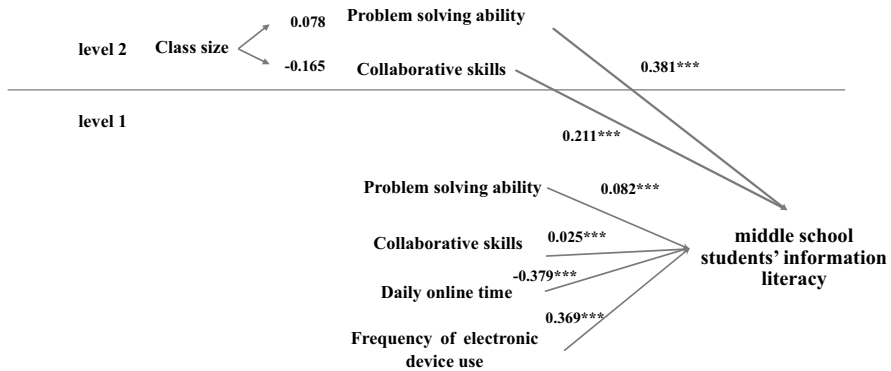 0.078
Problem solving ability
level 2
Class size
-0.165
Collaborative skills
0.381***
level 1
0.211***
Problem solving ability
0.082***
Collaborative skills
0.025***
middle school
students’ information
literacy
-0.379***
Daily online time
0.369***
Frequency of electronic
device use